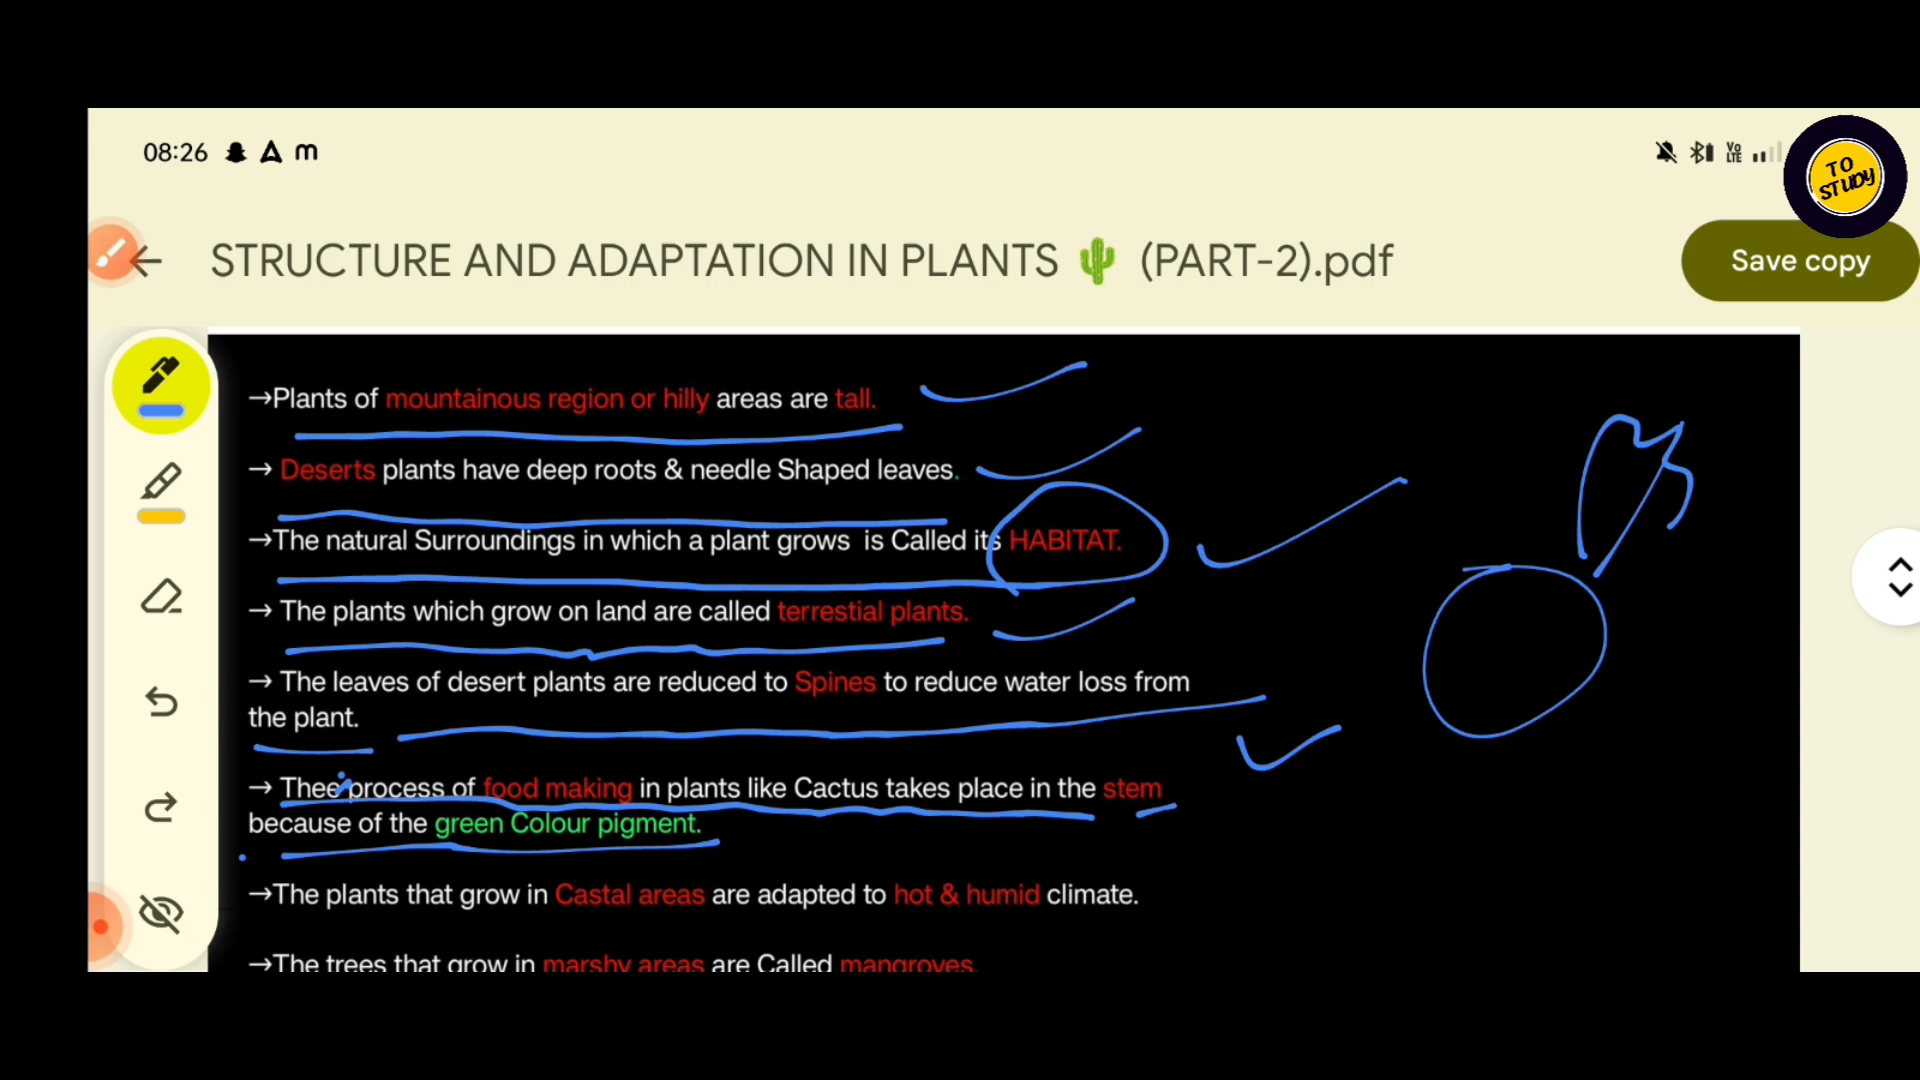 08:26
Vo
LTE
TO
STUDY
STRUCTURE AND ADAPTATION IN PLANTS 🌵 (PART-2).pdf
Save copy
→Plants of mountainous region or hilly areas are tall.
→ Deserts plants have deep roots & needle Shaped leaves.
→The natural Surroundings in which a plant grows is Called its HABITAT.
→ The plants which grow on land are called terrestial plants.
→ The leaves of desert plants are reduced to Spines to reduce water loss from
the plant.
→ Thee process of food making in plants like Cactus takes place in the stem
because of the green Colour pigment.
→The plants that grow in Castal areas are adapted to hot & humid climate.
→The trees that grow in marshy areas are Called mangroves.